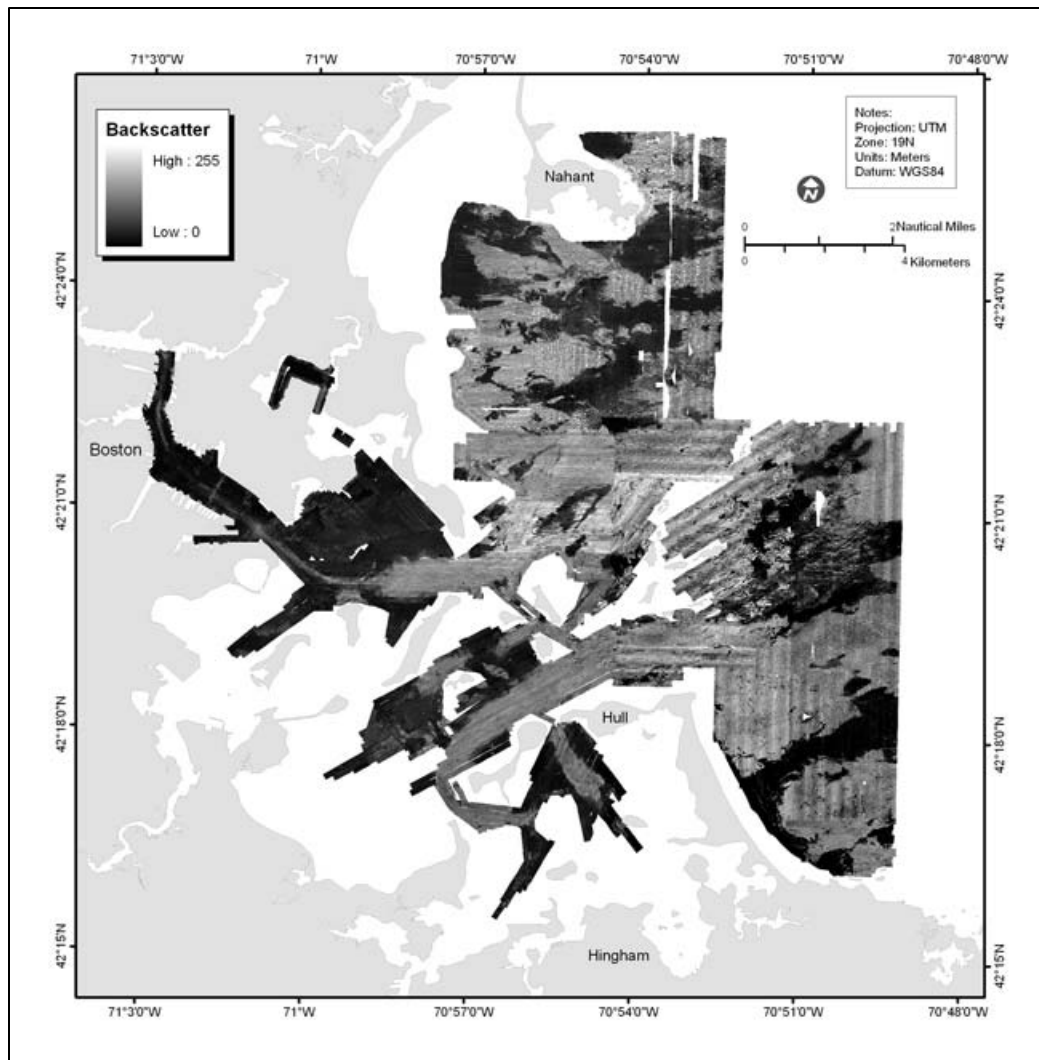 71°3'0"W 71°W 70°57'0"W 70°54'0"W 70°51'0"W 70°48'0"W
Backscatter
High : 255
Low : 0
Notes:
Projection: UTM
Zone: 19N
Units: Meters
Datum: WGS84
N
0 2 Nautical Miles
0 4 Kilometers
Nahant
42°24'0"N
42°24'0"N
Boston
42°21'0"N
42°21'0"N
Hull
42°18'0"N
42°18'0"N
Hingham
42°15'N
42°15'N
71°3'0"W 71°W 70°57'0"W 70°54'0"W 70°51'0"W 70°48'0"W